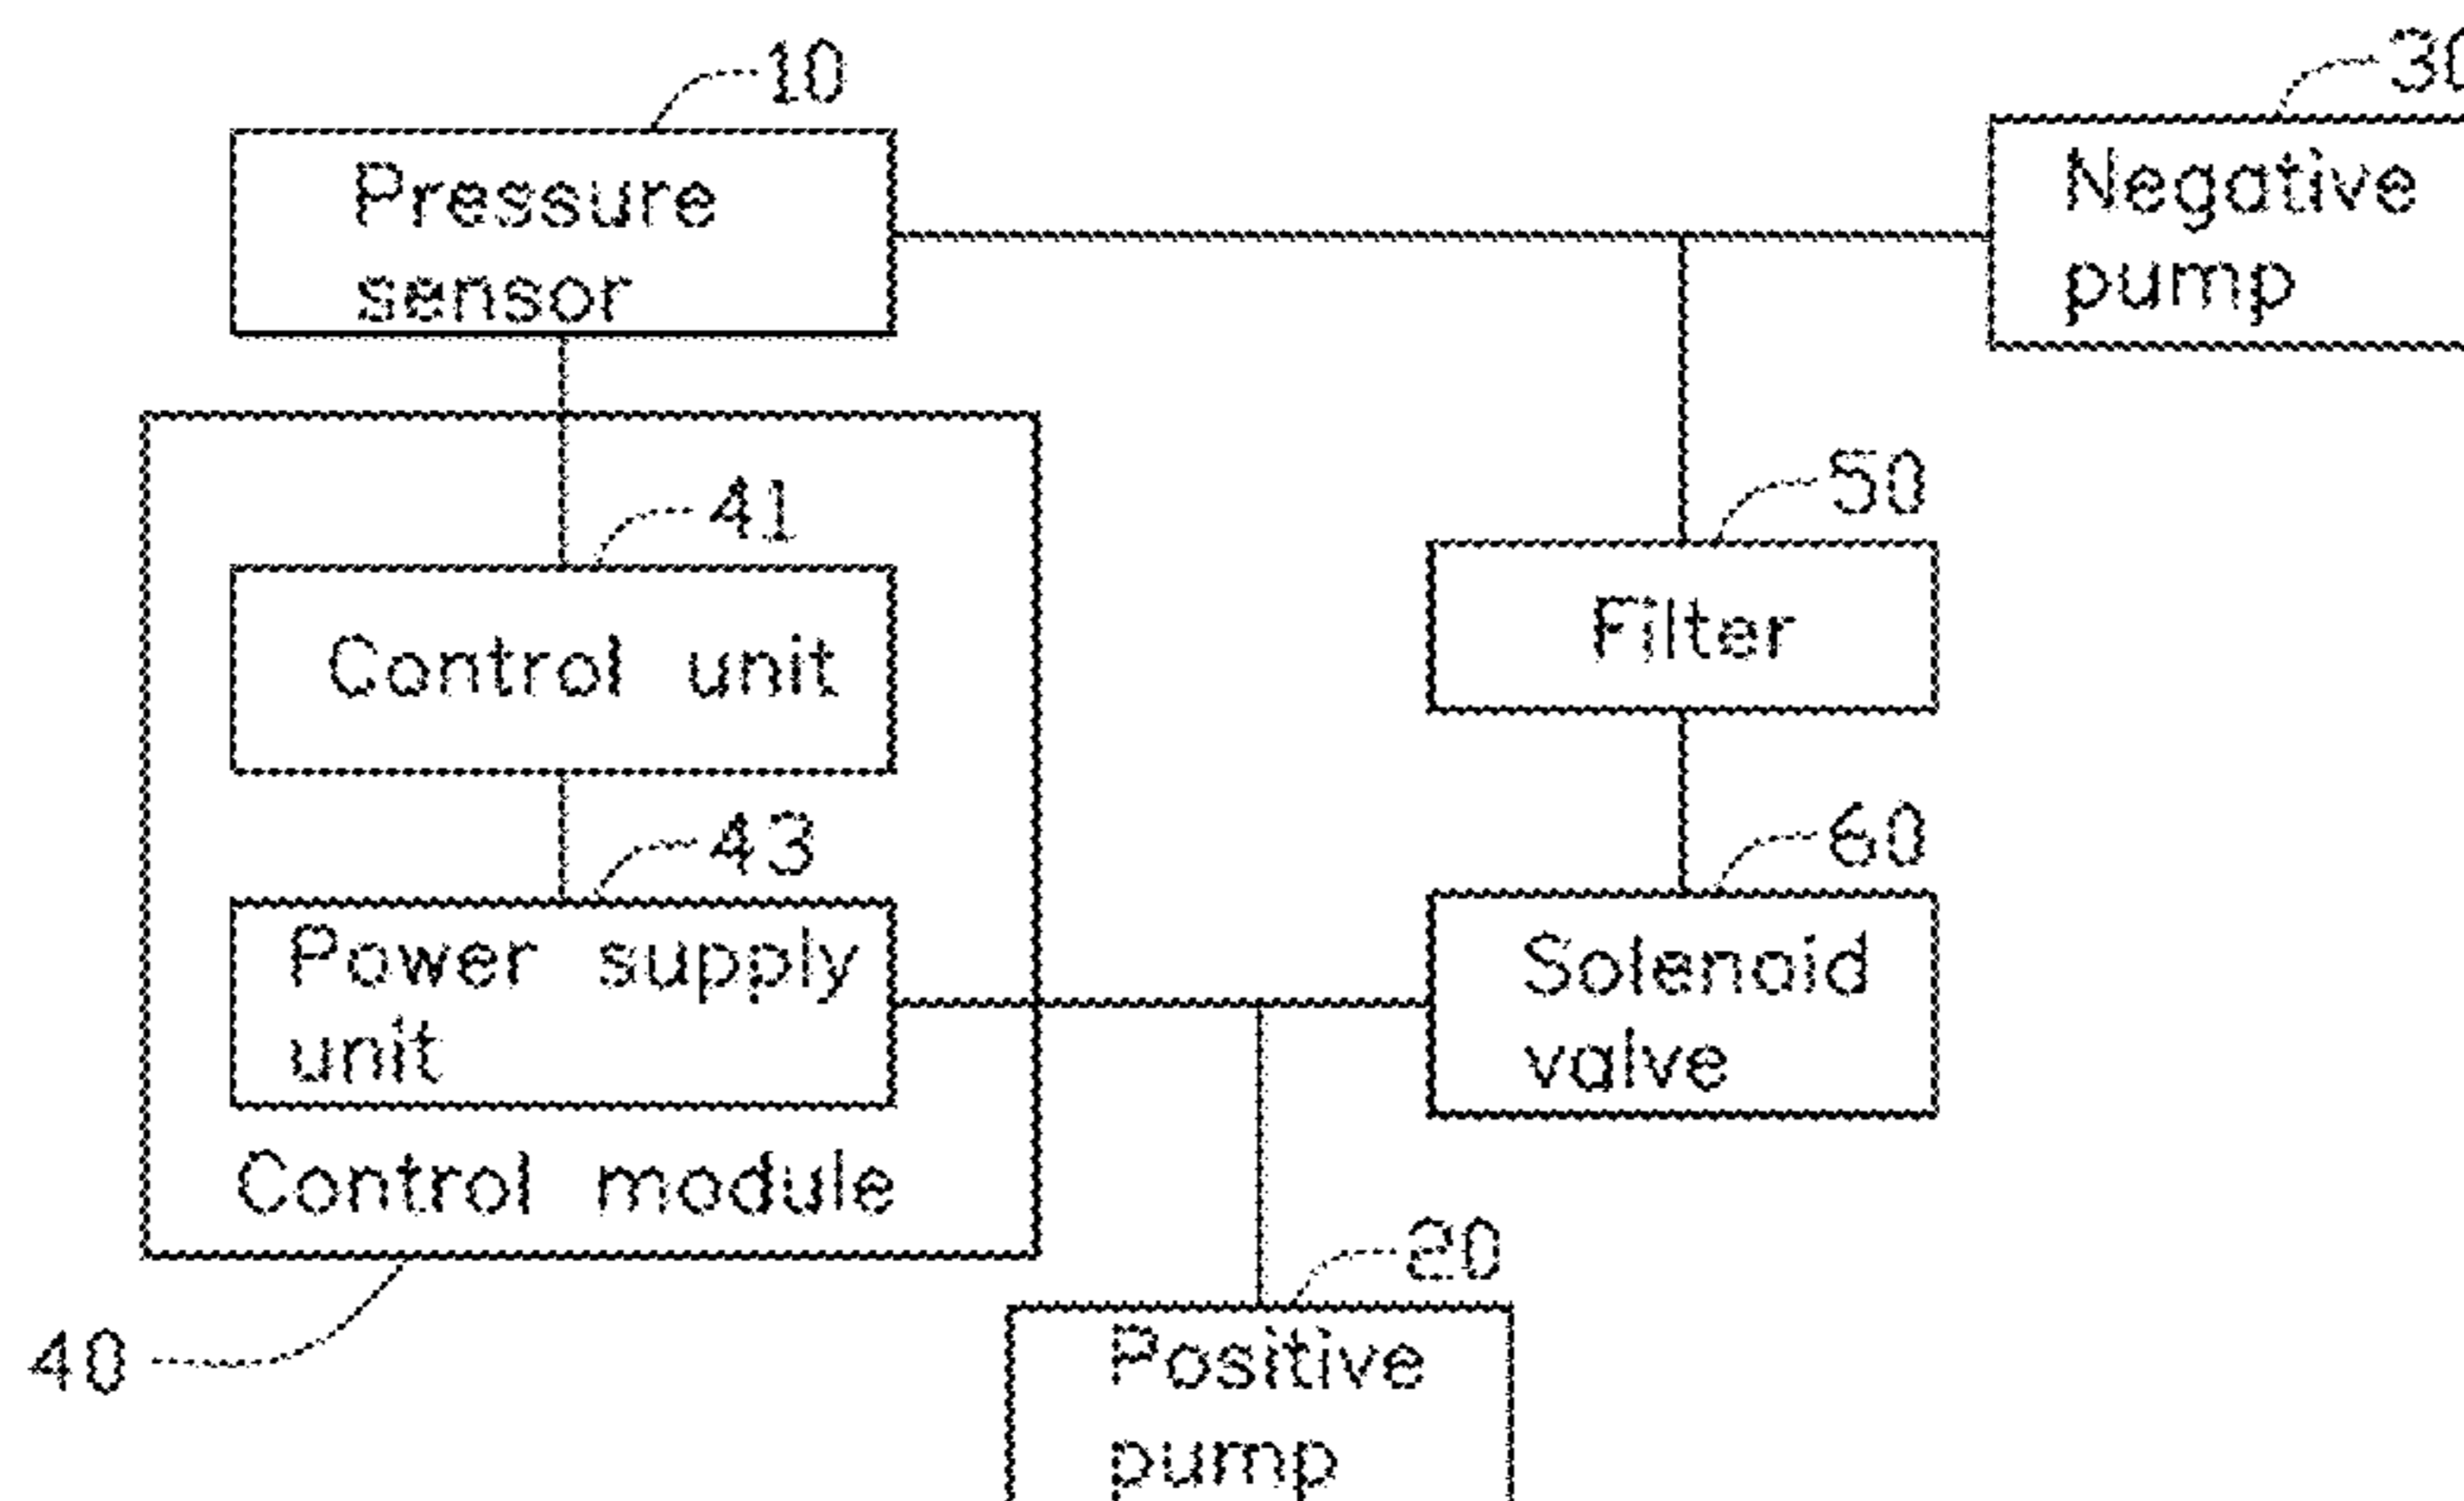 10
30
Pressure
sensor
Negative
pump
41
50
Control unit
Filter
43
60
Power supply
unit
Solenoid
valve
Control module
20
40
Positive
pump